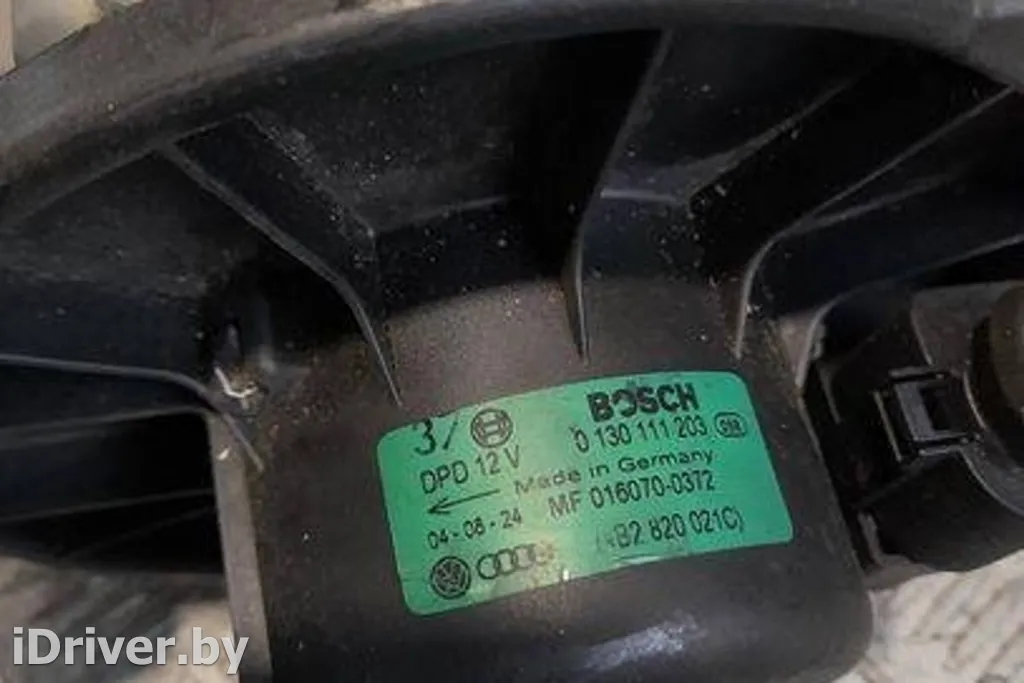 BOSCH
37 0 130 111 203
DPD 12 V
Made in Germany
MF 016070-0372
04-08-24
B2 820 021C)
iDriver.by